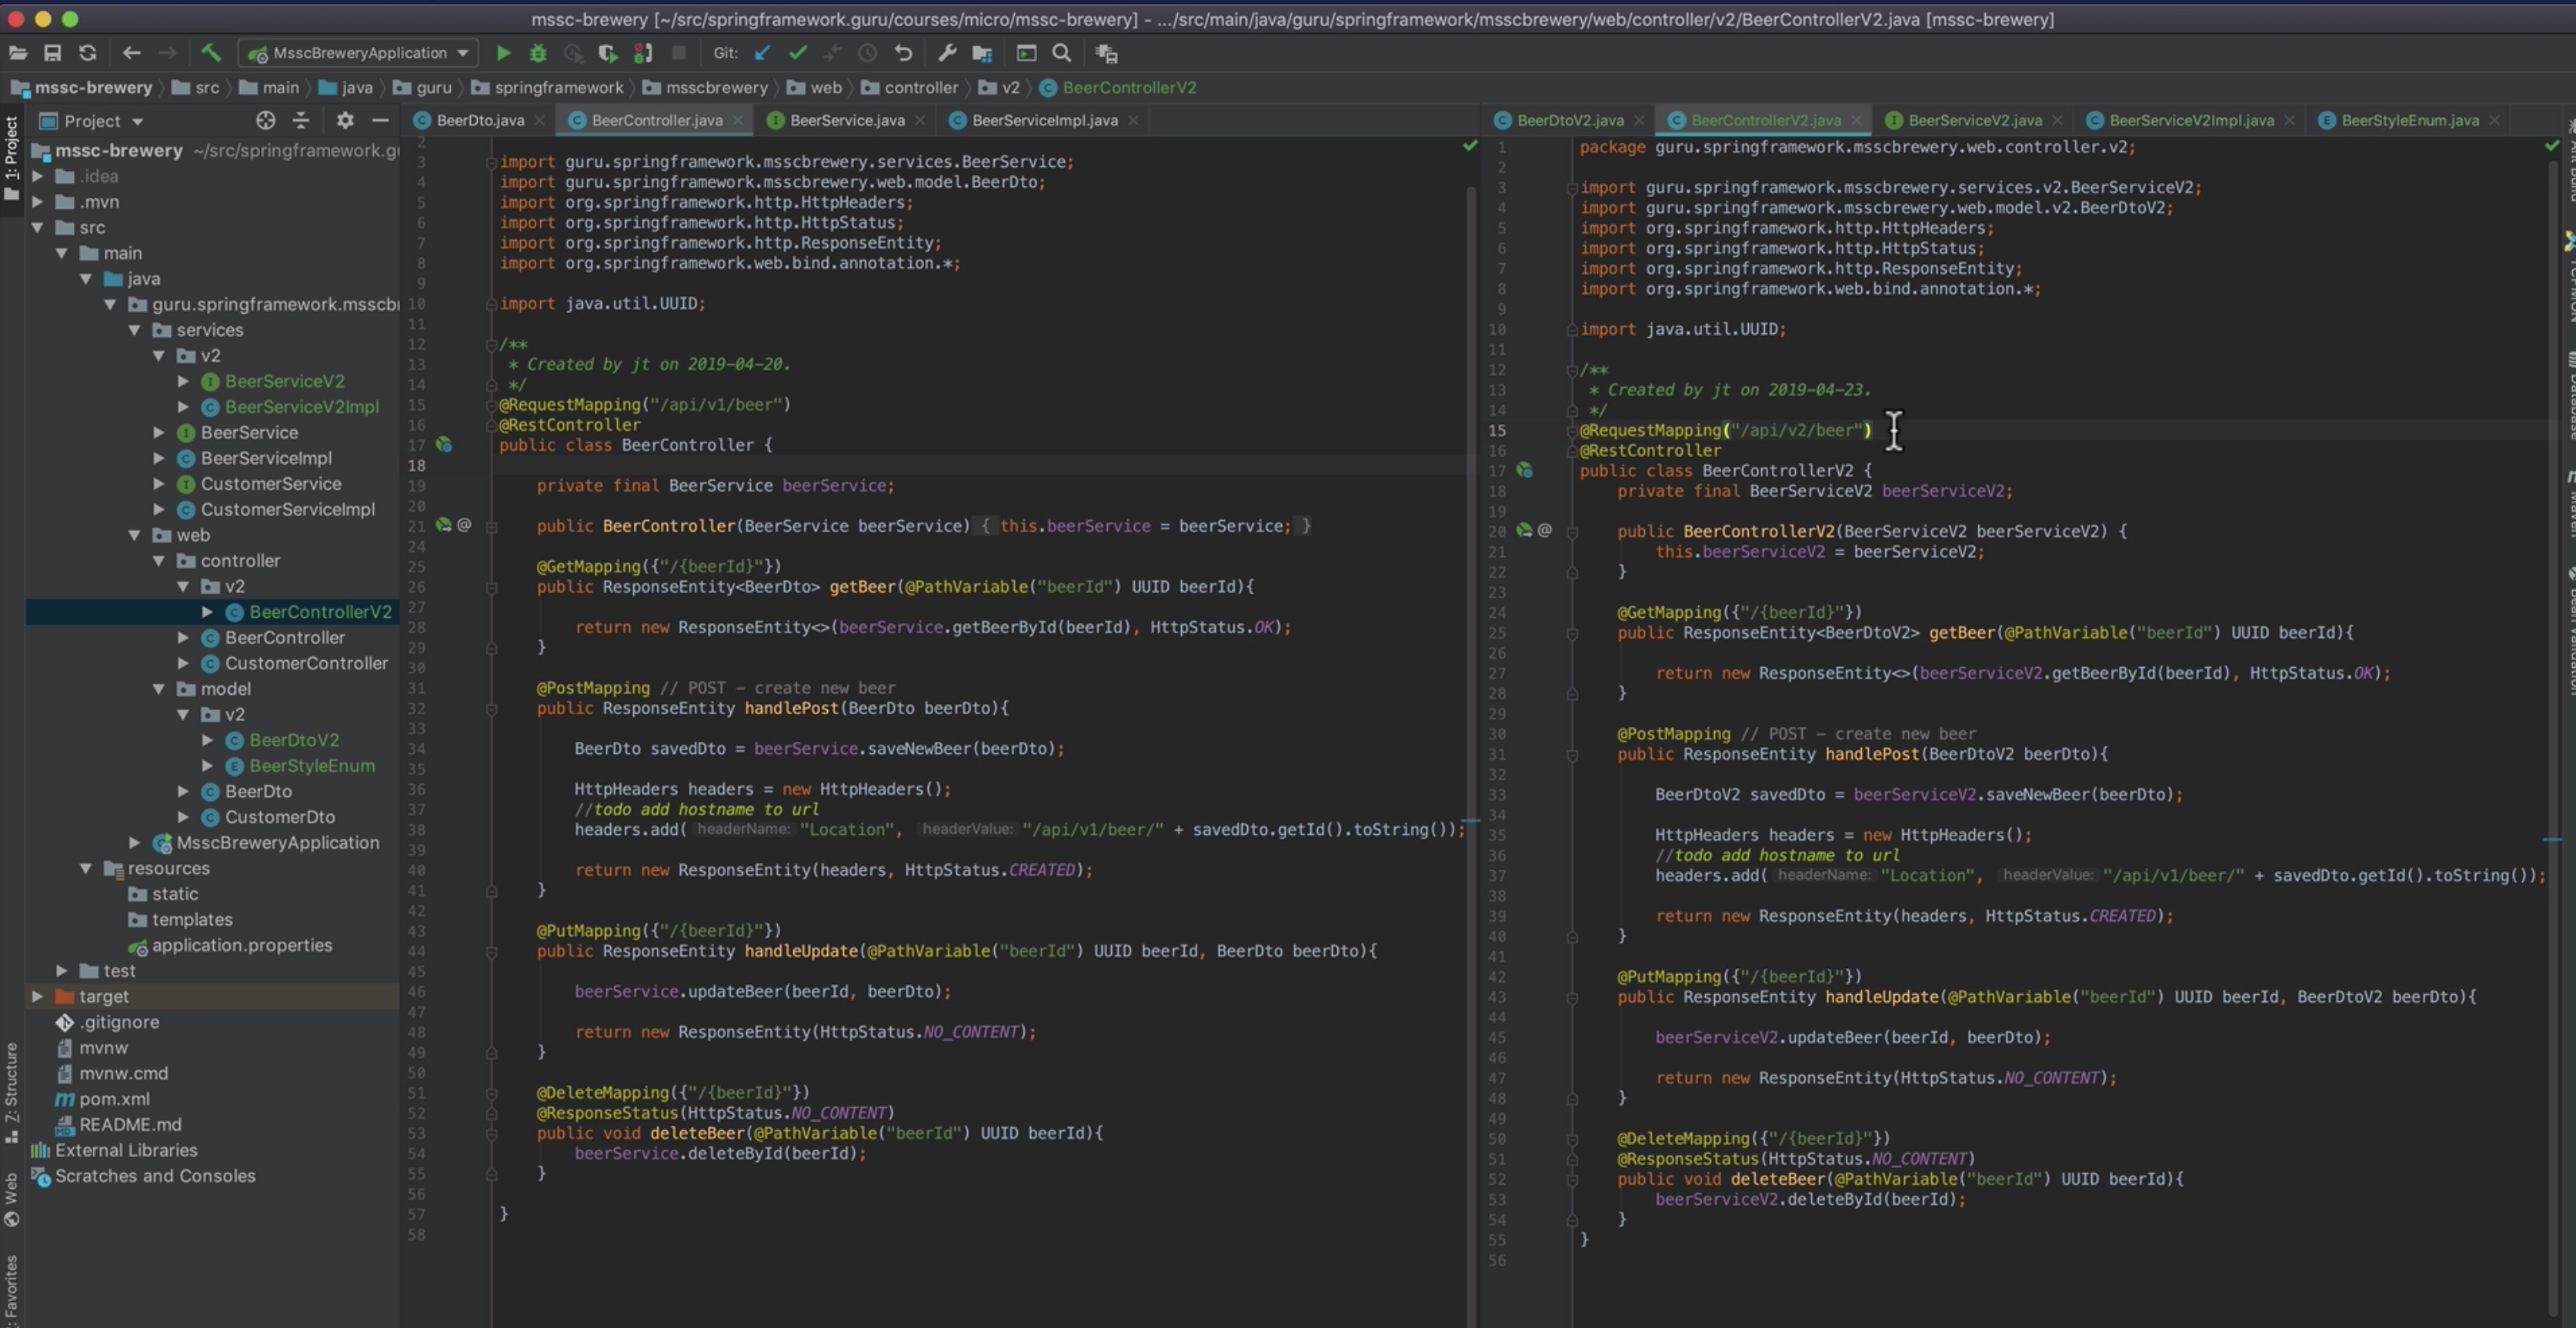 mssc-brewery [~/src/springframework.guru/courses/micro/mssc-brewery] - .../src/main/java/guru/springframework/msscbrewery/web/controller/v2/BeerControllerV2.java [mssc-brewery]
MsscBreweryApplication
Git:
mssc-brewery src main java guru springframework msscbrewery web controller v2 BeerControllerV2
1: Project
Z: Structure
Web
Favorites
Project
mssc-brewery ~/src/springframework.g
.idea
.mvn
src
main
java
guru.springframework.msscb
services
v2
BeerServiceV2
BeerServiceV2Impl
BeerService
BeerServiceImpl
CustomerService
CustomerServiceImpl
web
controller
v2
BeerControllerV2
BeerController
CustomerController
model
v2
BeerDtoV2
BeerStyleEnum
BeerDto
CustomerDto
MsscBreweryApplication
resources
static
templates
application.properties
test
target
.gitignore
mvnw
mvnw.cmd
pom.xml
README.md
External Libraries
Scratches and Consoles
BeerDto.java BeerController.java BeerService.java BeerServiceImpl.java
2
3 import guru.springframework.msscbrewery.services.BeerService;
4 import guru.springframework.msscbrewery.web.model.BeerDto;
5 import org.springframework.http.HttpHeaders;
6 import org.springframework.http.HttpStatus;
7 import org.springframework.http.ResponseEntity;
8 import org.springframework.web.bind.annotation.*;
9
10 import java.util.UUID;
11
12 /**
13 * Created by jt on 2019-04-20.
14 */
15 @RequestMapping("/api/v1/beer")
16 @RestController
17 public class BeerController {
18
19 private final BeerService beerService;
20
21 public BeerController(BeerService beerService) { this.beerService = beerService; }
24
25 @GetMapping({"/{beerId}"})
26 public ResponseEntity<BeerDto> getBeer(@PathVariable("beerId") UUID beerId){
27
28 return new ResponseEntity<>(beerService.getBeerById(beerId), HttpStatus.OK);
29 }
30
31 @PostMapping // POST - create new beer
32 public ResponseEntity handlePost(BeerDto beerDto){
33
34 BeerDto savedDto = beerService.saveNewBeer(beerDto);
35
36 HttpHeaders headers = new HttpHeaders();
37 //todo add hostname to url
38 headers.add( headerName: "Location", headerValue: "/api/v1/beer/" + savedDto.getId().toString());
39
40 return new ResponseEntity(headers, HttpStatus.CREATED);
41 }
42
43 @PutMapping({"/{beerId}"})
44 public ResponseEntity handleUpdate(@PathVariable("beerId") UUID beerId, BeerDto beerDto){
45
46 beerService.updateBeer(beerId, beerDto);
47
48 return new ResponseEntity(HttpStatus.NO_CONTENT);
49 }
50
51 @DeleteMapping({"/{beerId}"})
52 @ResponseStatus(HttpStatus.NO_CONTENT)
53 public void deleteBeer(@PathVariable("beerId") UUID beerId){
54 beerService.deleteById(beerId);
55 }
56
57 }
58
BeerDtoV2.java BeerControllerV2.java BeerServiceV2.java BeerServiceV2Impl.java BeerStyleEnum.java
1 package guru.springframework.msscbrewery.web.controller.v2;
2
3 import guru.springframework.msscbrewery.services.v2.BeerServiceV2;
4 import guru.springframework.msscbrewery.web.model.v2.BeerDtoV2;
5 import org.springframework.http.HttpHeaders;
6 import org.springframework.http.HttpStatus;
7 import org.springframework.http.ResponseEntity;
8 import org.springframework.web.bind.annotation.*;
9
10 import java.util.UUID;
11
12 /**
13 * Created by jt on 2019-04-23.
14 */
15 @RequestMapping("/api/v2/beer")
16 @RestController
17 public class BeerControllerV2 {
18 private final BeerServiceV2 beerServiceV2;
19
20 public BeerControllerV2(BeerServiceV2 beerServiceV2) {
21 this.beerServiceV2 = beerServiceV2;
22 }
23
24 @GetMapping({"/{beerId}"})
25 public ResponseEntity<BeerDtoV2> getBeer(@PathVariable("beerId") UUID beerId){
26
27 return new ResponseEntity<>(beerServiceV2.getBeerById(beerId), HttpStatus.OK);
28 }
29
30 @PostMapping // POST - create new beer
31 public ResponseEntity handlePost(BeerDtoV2 beerDto){
32
33 BeerDtoV2 savedDto = beerServiceV2.saveNewBeer(beerDto);
34
35 HttpHeaders headers = new HttpHeaders();
36 //todo add hostname to url
37 headers.add( headerName: "Location", headerValue: "/api/v1/beer/" + savedDto.getId().toString());
38
39 return new ResponseEntity(headers, HttpStatus.CREATED);
40 }
41
42 @PutMapping({"/{beerId}"})
43 public ResponseEntity handleUpdate(@PathVariable("beerId") UUID beerId, BeerDtoV2 beerDto){
44
45 beerServiceV2.updateBeer(beerId, beerDto);
46
47 return new ResponseEntity(HttpStatus.NO_CONTENT);
48 }
49
50 @DeleteMapping({"/{beerId}"})
51 @ResponseStatus(HttpStatus.NO_CONTENT)
52 public void deleteBeer(@PathVariable("beerId") UUID beerId){
53 beerServiceV2.deleteById(beerId);
54 }
55 }
56